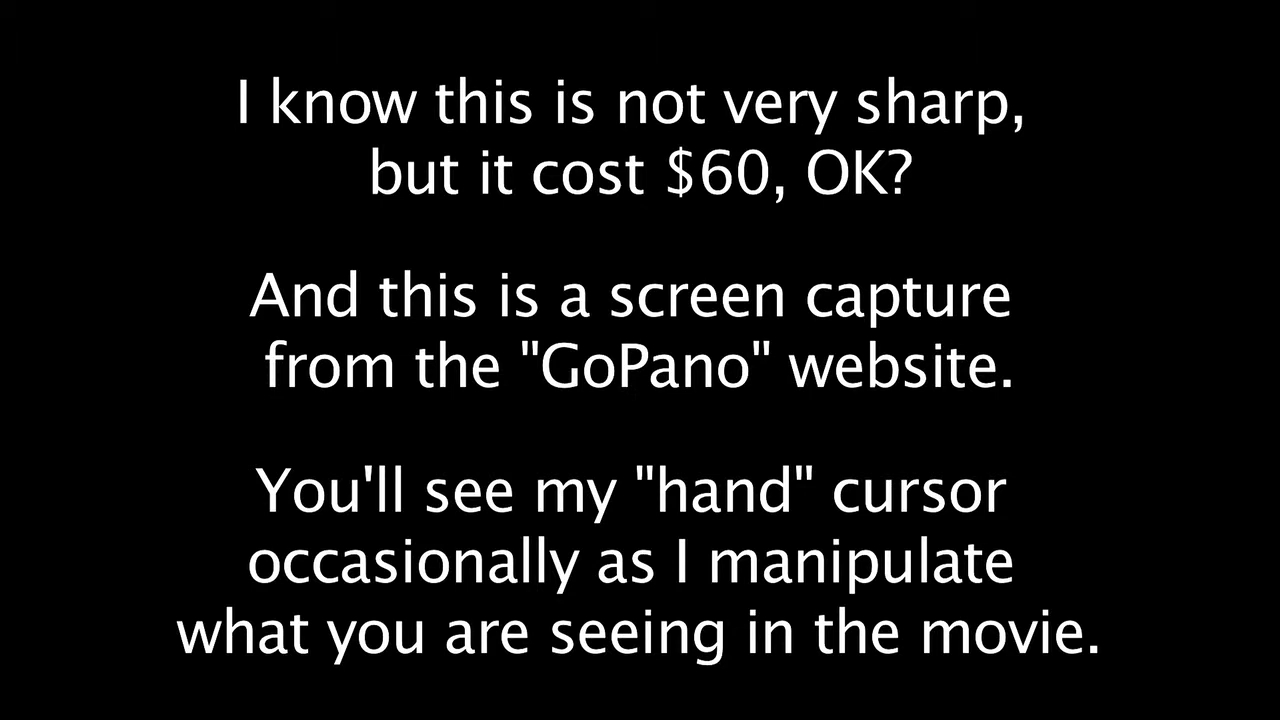 I know this is not very sharp,
but it cost $60, OK?
And this is a screen capture
from the "GoPano" website.
You'll see my "hand" cursor
occasionally as I manipulate
what you are seeing in the movie.